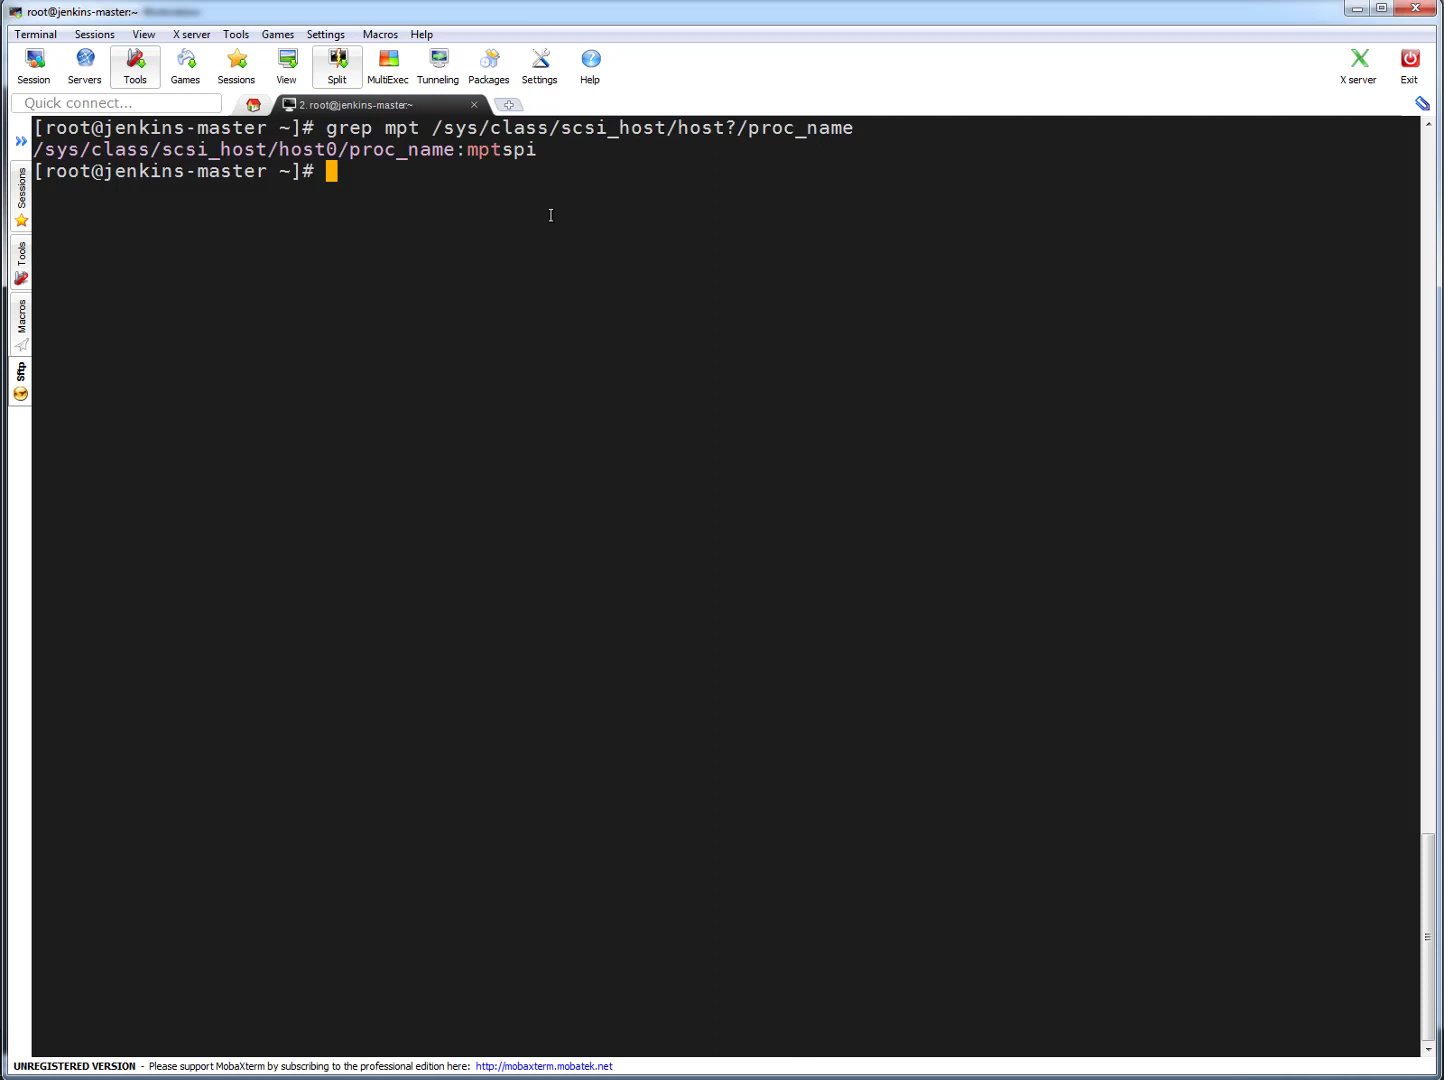 root@jenkins-master:~
Terminal Sessions View X server Tools Games Settings Macros Help
Session Servers Tools Games Sessions View Split MultiExec Tunneling Packages Settings Help X server Exit
Quick connect... 2. root@jenkins-master:~
[root@jenkins-master ~]# grep mpt /sys/class/scsi_host/host?/proc_name
/sys/class/scsi_host/host0/proc_name:mptspi
[root@jenkins-master ~]#
Sessions
Tools
Macros
Sftp
UNREGISTERED VERSION - Please support MobaXterm by subscribing to the professional edition here: http://mobaxterm.mobatek.net